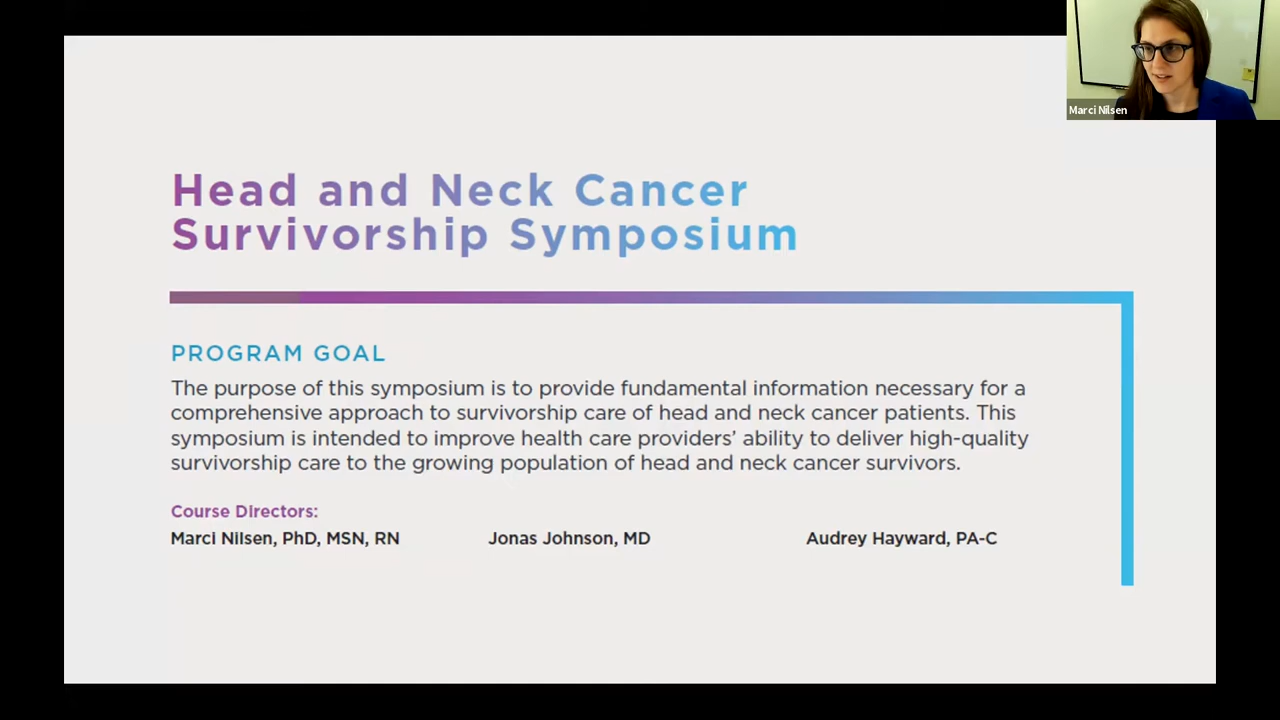 Marci Nilsen
Head and Neck Cancer
Survivorship Symposium
PROGRAM GOAL
The purpose of this symposium is to provide fundamental information necessary for a
comprehensive approach to survivorship care of head and neck cancer patients. This
symposium is intended to improve health care providers’ ability to deliver high-quality
survivorship care to the growing population of head and neck cancer survivors.
Course Directors:
Marci Nilsen, PhD, MSN, RN
Jonas Johnson, MD
Audrey Hayward, PA-C